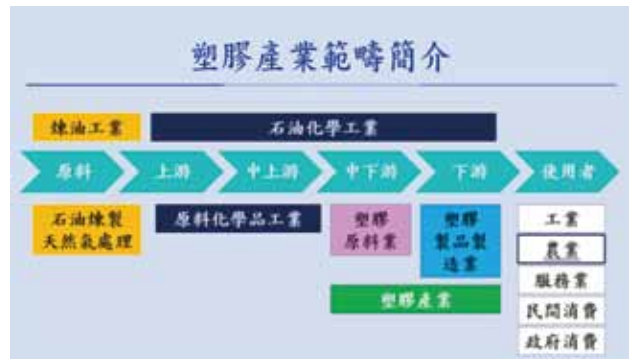 塑膠產業範疇簡介
煉油工業
石油化學工業
原料
上游
中上游
中下游
下游
使用者
石油煉製
天然氣處理
原料化學品工業
塑膠
原料業
塑膠
製品製
造業
塑膠產業
工業
農業
服務業
民間消費
政府消費